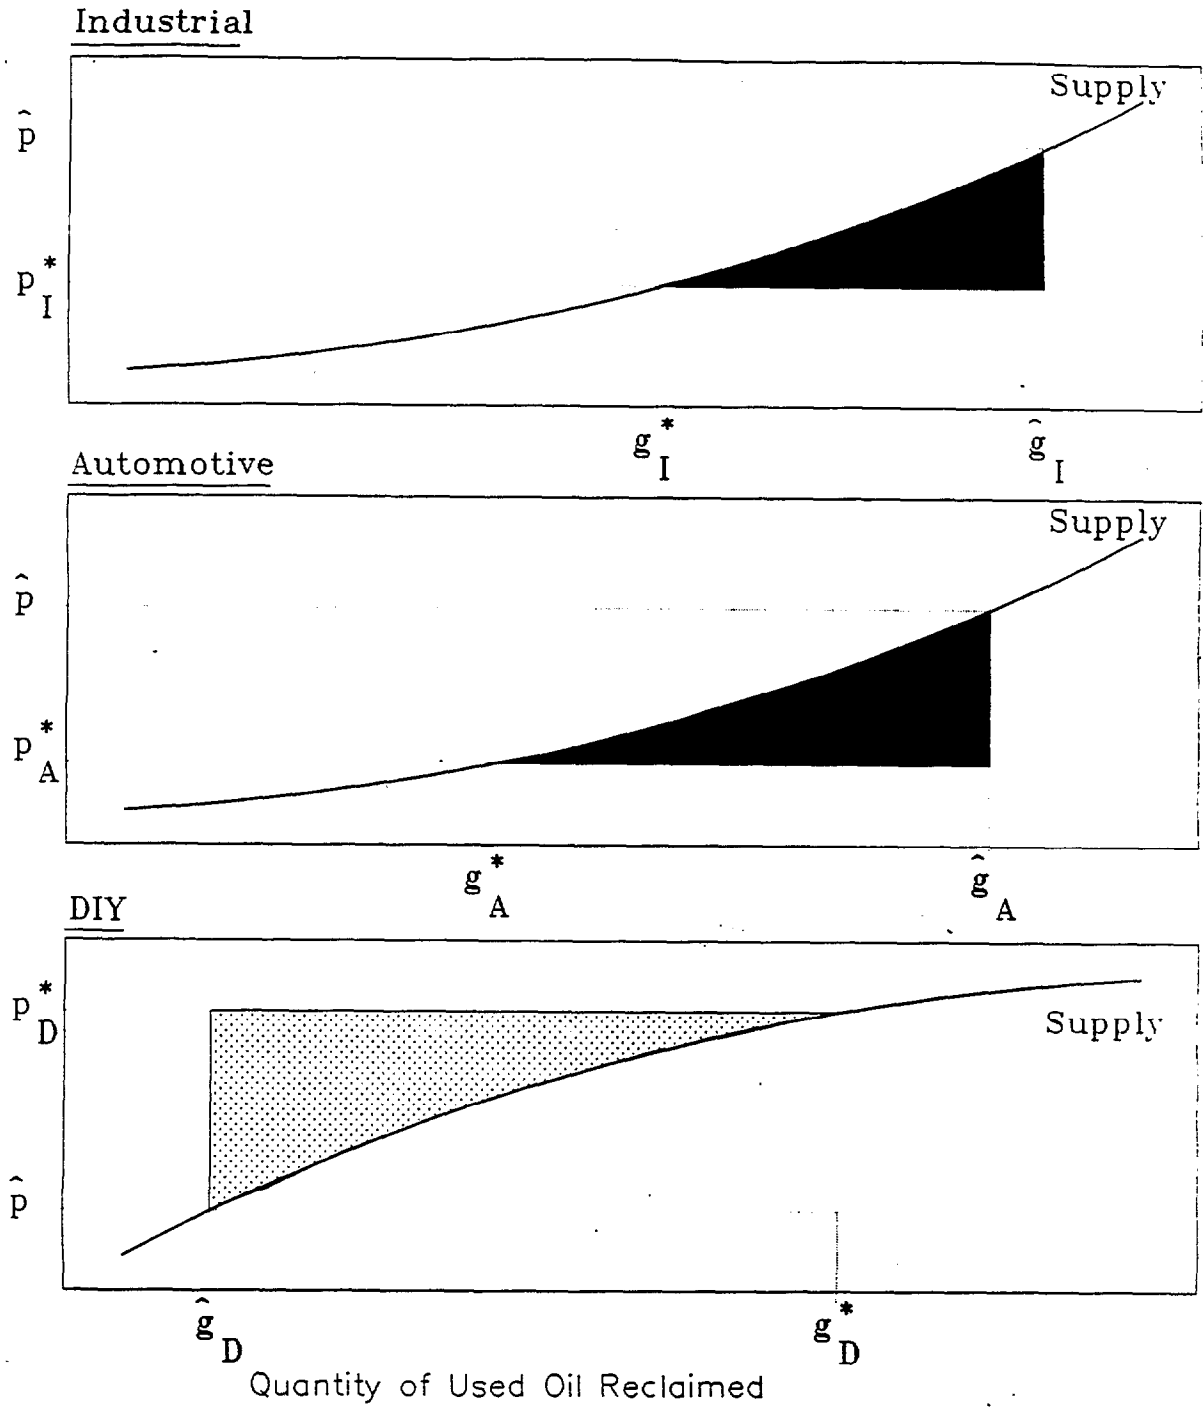 Industrial
Supply
p̂
p*I
g*I ĝI
Automotive
Supply
p̂
p*A
g*A ĝA
DIY
p*D
Supply
p̂
ĝD g*D
Quantity of Used Oil Reclaimed